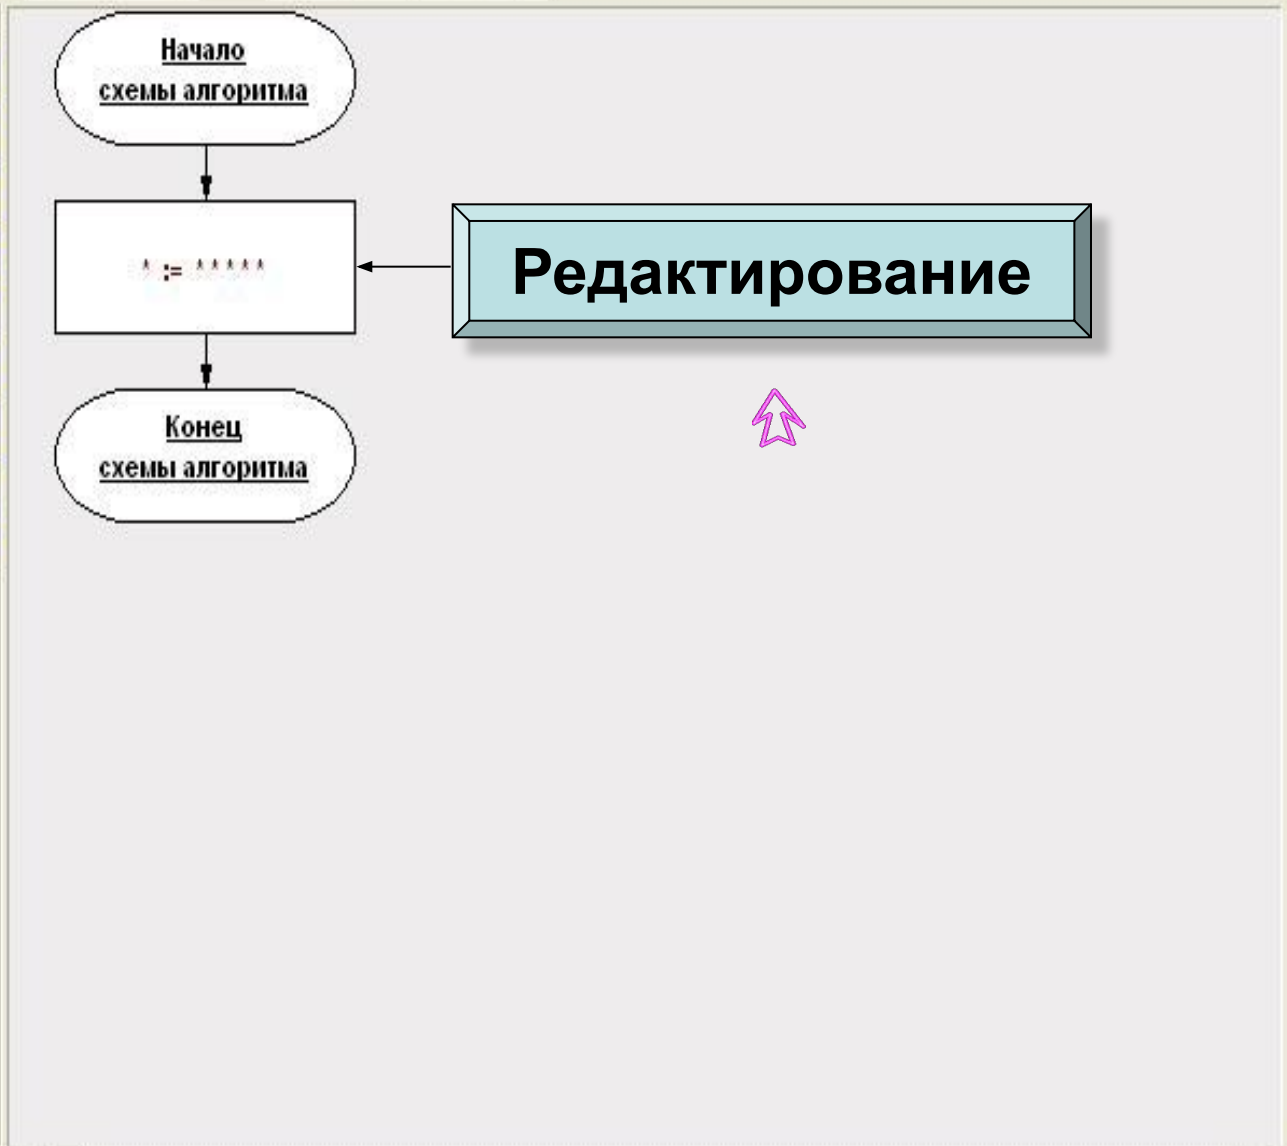 Начало
схемы алгоритма
* := *****
Редактирование
Конец
схемы алгоритма